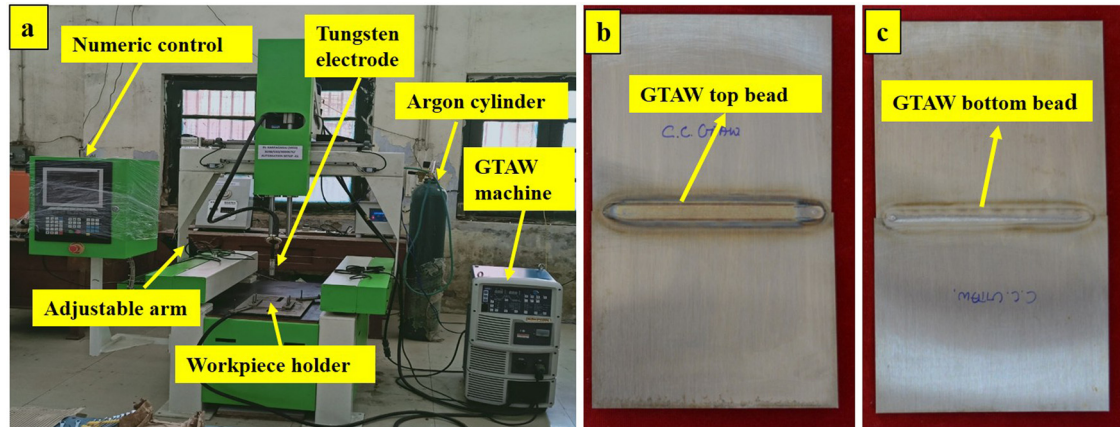 a
Numeric control
Tungsten
electrode
Argon cylinder
GTAW
machine
Adjustable arm
Workpiece holder
b
GTAW top bead
C.C GTAW
c
GTAW bottom bead
C.C. GTAW.